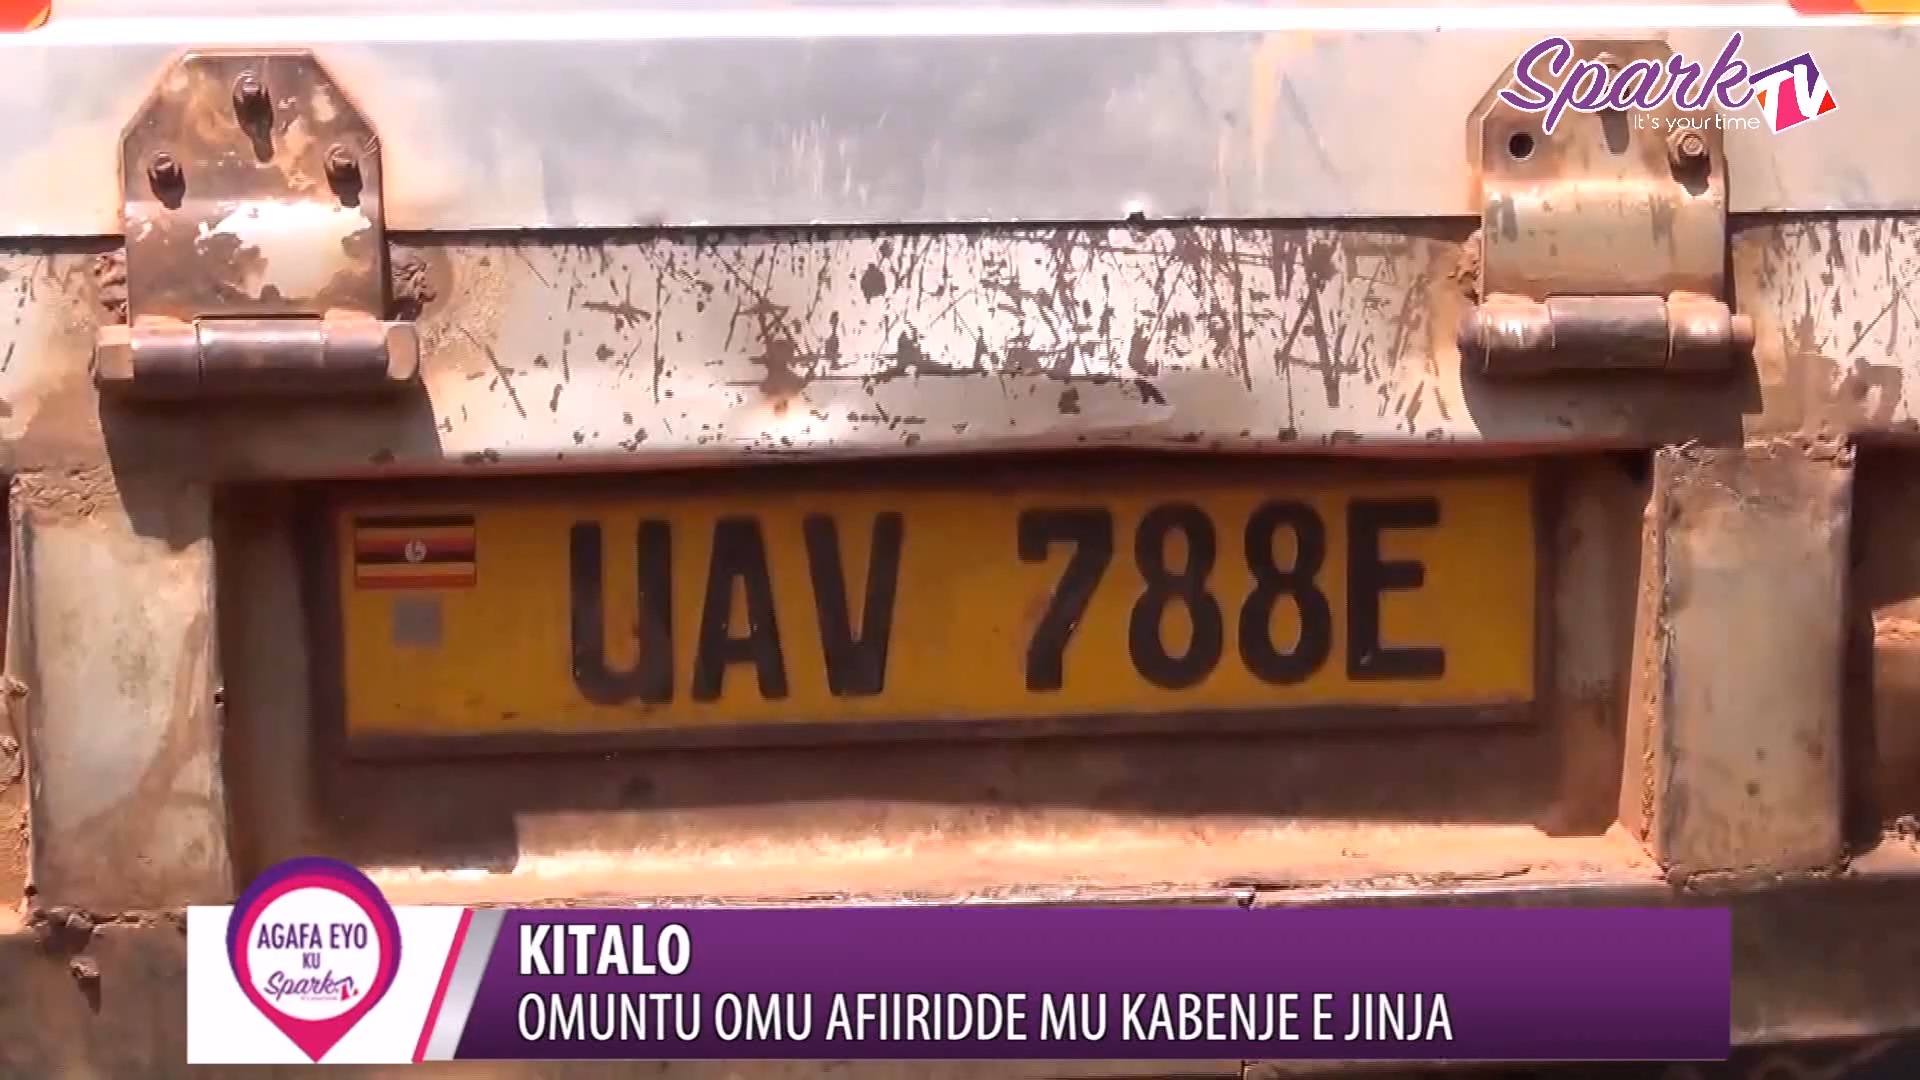 Spark TV
It's your time
UAV 788E
AGAFA EYO
KU
Spark TV
KITALO
OMUNTU OMU AFIIRIDDE MU KABENJE E JINJA